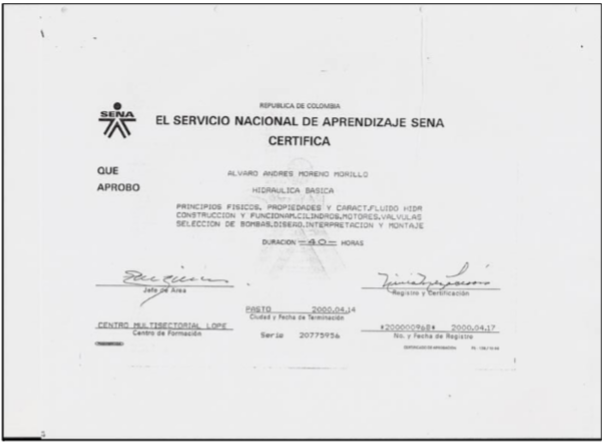 REPUBLICA DE COLOMBIA
SENA
EL SERVICIO NACIONAL DE APRENDIZAJE SENA
CERTIFICA
QUE
ALVARO ANDRES MORENO MORILLO
APROBO
HIDRAULICA BASICA
PRINCIPIOS FISICOS, PROPIEDADES Y CARACT,FLUIDO HIDR
CONSTRUCCION Y FUNCIONAM,CILINDROS,MOTORES,VALVULAS
SELECCION DE BOMBAS,DISEÑO,INTERPRETACION Y MONTAJE
DURACION 40 HORAS
Jefe de Area
Registro y Certificación
PASTO 2000.04.14
Ciudad y Fecha de Terminación
CENTRO MULTISECTORIAL LOPE
Centro de Formación
Serie 20775956
*200000968* 2000.04.17
No. y Fecha de Registro